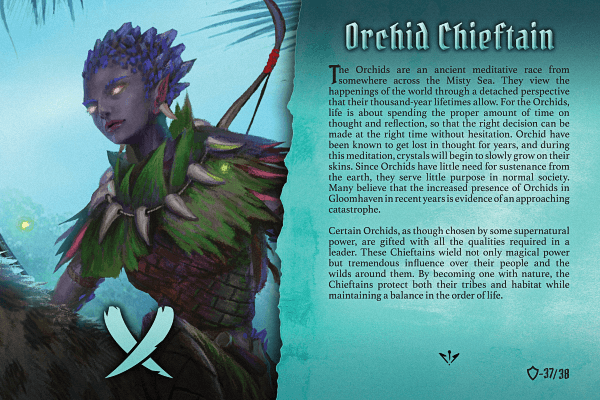 Orchid Chieftain
The Orchids are an ancient meditative race from
somewhere across the Misty Sea. They view the
happenings of the world through a detached perspective
that their thousand-year lifetimes allow. For the Orchids,
life is about spending the proper amount of time on
thought and reflection, so that the right decision can be
made at the right time without hesitation. Orchid have
been known to get lost in thought for years, and during
this meditation, crystals will begin to slowly grow on their
skins. Since Orchids have little need for sustenance from
the earth, they serve little purpose in normal society.
Many believe that the increased presence of Orchids in
Gloomhaven in recent years is evidence of an approaching
catastrophe.
Certain Orchids, as though chosen by some supernatural
power, are gifted with all the qualities required in a
leader. These Chieftains wield not only magical power
but tremendous influence over their people and the
wilds around them. By becoming one with nature, the
Chieftains protect both their tribes and habitat while
maintaining a balance in the order of life.
-37/38